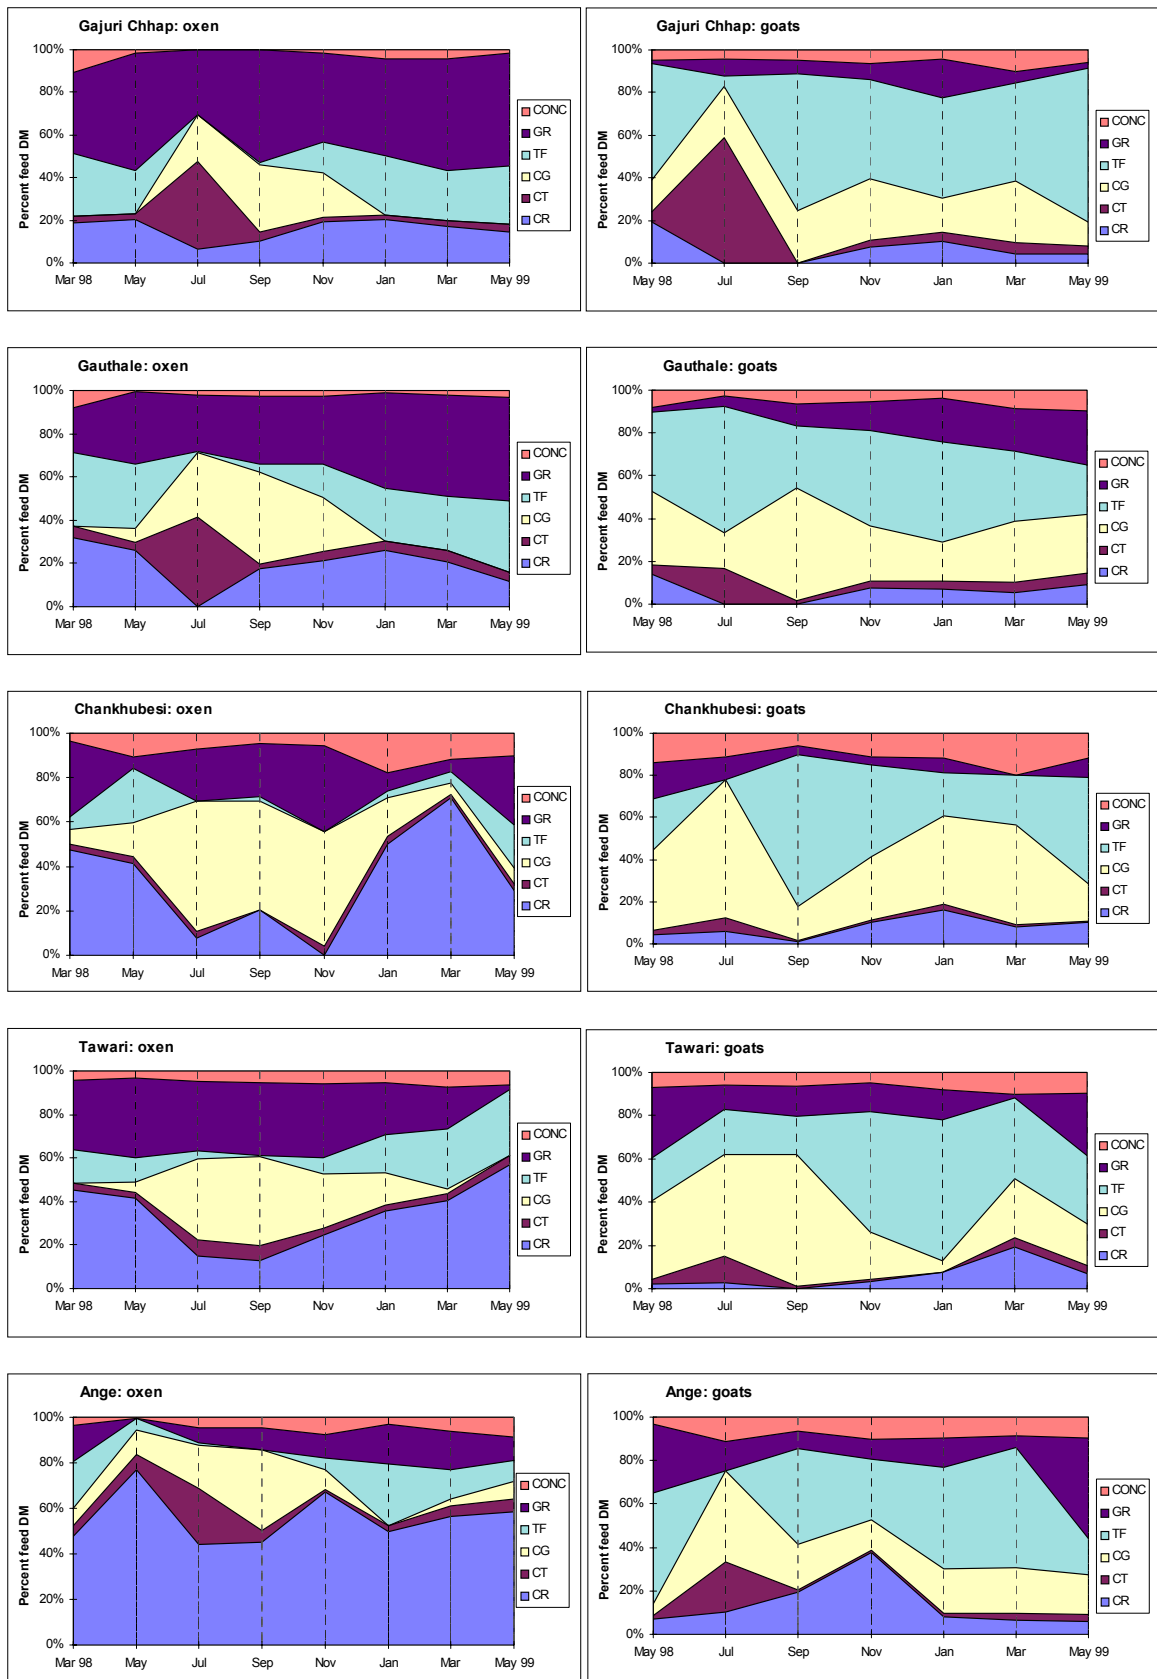 Gajuri Chhap: oxen
Percent feed DM
100%
80%
60%
40%
20%
0%
Mar 98 May Jul Sep Nov Jan Mar May 99
CONC
GR
TF
CG
CT
CR
Gajuri Chhap: goats
Percent feed DM
100%
80%
60%
40%
20%
0%
May 98 Jul Sep Nov Jan Mar May 99
CONC
GR
TF
CG
CT
CR
Gauthale: oxen
Percent feed DM
100%
80%
60%
40%
20%
0%
Mar 98 May Jul Sep Nov Jan Mar May 99
CONC
GR
TF
CG
CT
CR
Gauthale: goats
Percent feed DM
100%
80%
60%
40%
20%
0%
May 98 Jul Sep Nov Jan Mar May 99
CONC
GR
TF
CG
CT
CR
Chankhubesi: oxen
Percent feed DM
100%
80%
60%
40%
20%
0%
Mar 98 May Jul Sep Nov Jan Mar May 99
CONC
GR
TF
CG
CT
CR
Chankhubesi: goats
Percent feed DM
100%
80%
60%
40%
20%
0%
May 98 Jul Sep Nov Jan Mar May 99
CONC
GR
TF
CG
CT
CR
Tawari: oxen
Percent feed DM
100%
80%
60%
40%
20%
0%
Mar 98 May Jul Sep Nov Jan Mar May 99
CONC
GR
TF
CG
CT
CR
Tawari: goats
Percent feed DM
100%
80%
60%
40%
20%
0%
May 98 Jul Sep Nov Jan Mar May 99
CONC
GR
TF
CG
CT
CR
Ange: oxen
Percent feed DM
100%
80%
60%
40%
20%
0%
Mar 98 May Jul Sep Nov Jan Mar May 99
CONC
GR
TF
CG
CT
CR
Ange: goats
Percent feed DM
100%
80%
60%
40%
20%
0%
May 98 Jul Sep Nov Jan Mar May 99
CONC
GR
TF
CG
CT
CR